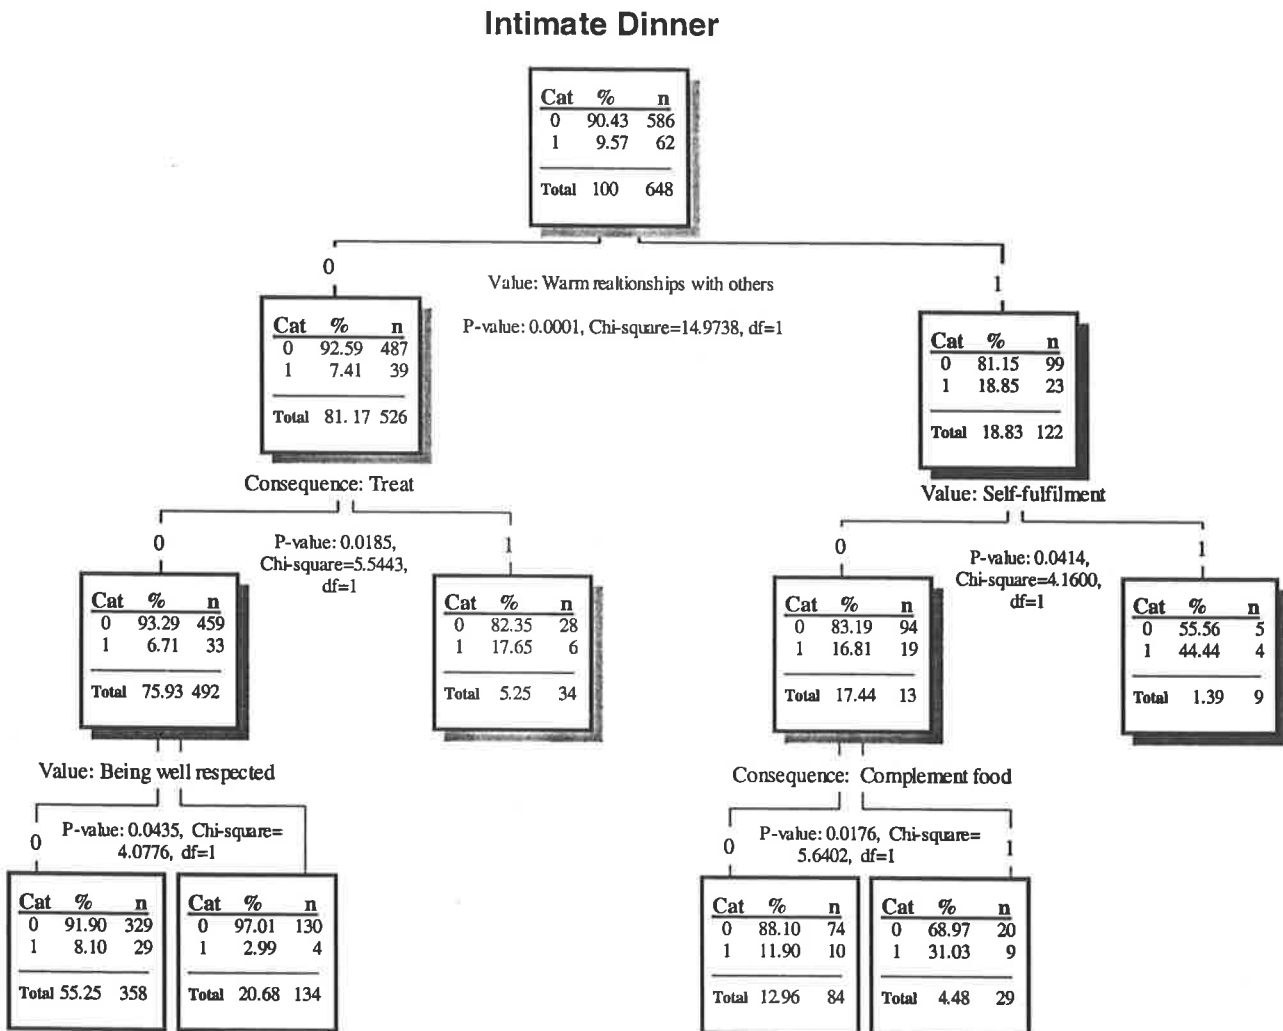 Intimate Dinner
Cat % n
0 90.43 586
1 9.57 62
Total 100 648
0
Value: Warm realtionships with others
1
P-value: 0.0001, Chi-square=14.9738, df=1
Cat % n
0 92.59 487
1 7.41 39
Total 81.17 526
Cat % n
0 81.15 99
1 18.85 23
Total 18.83 122
Consequence: Treat
Value: Self-fulfilment
0
P-value: 0.0185,
Chi-square=5.5443,
df=1
1
0
P-value: 0.0414,
Chi-square=4.1600,
df=1
1
Cat % n
0 93.29 459
1 6.71 33
Total 75.93 492
Cat % n
0 82.35 28
1 17.65 6
Total 5.25 34
Cat % n
0 83.19 94
1 16.81 19
Total 17.44 13
Cat % n
0 55.56 5
1 44.44 4
Total 1.39 9
Value: Being well respected
Consequence: Complement food
0
P-value: 0.0435, Chi-square=
4.0776, df=1
0
P-value: 0.0176, Chi-square=
5.6402, df=1
1
Cat % n
0 91.90 329
1 8.10 29
Total 55.25 358
Cat % n
0 97.01 130
1 2.99 4
Total 20.68 134
Cat % n
0 88.10 74
1 11.90 10
Total 12.96 84
Cat % n
0 68.97 20
1 31.03 9
Total 4.48 29